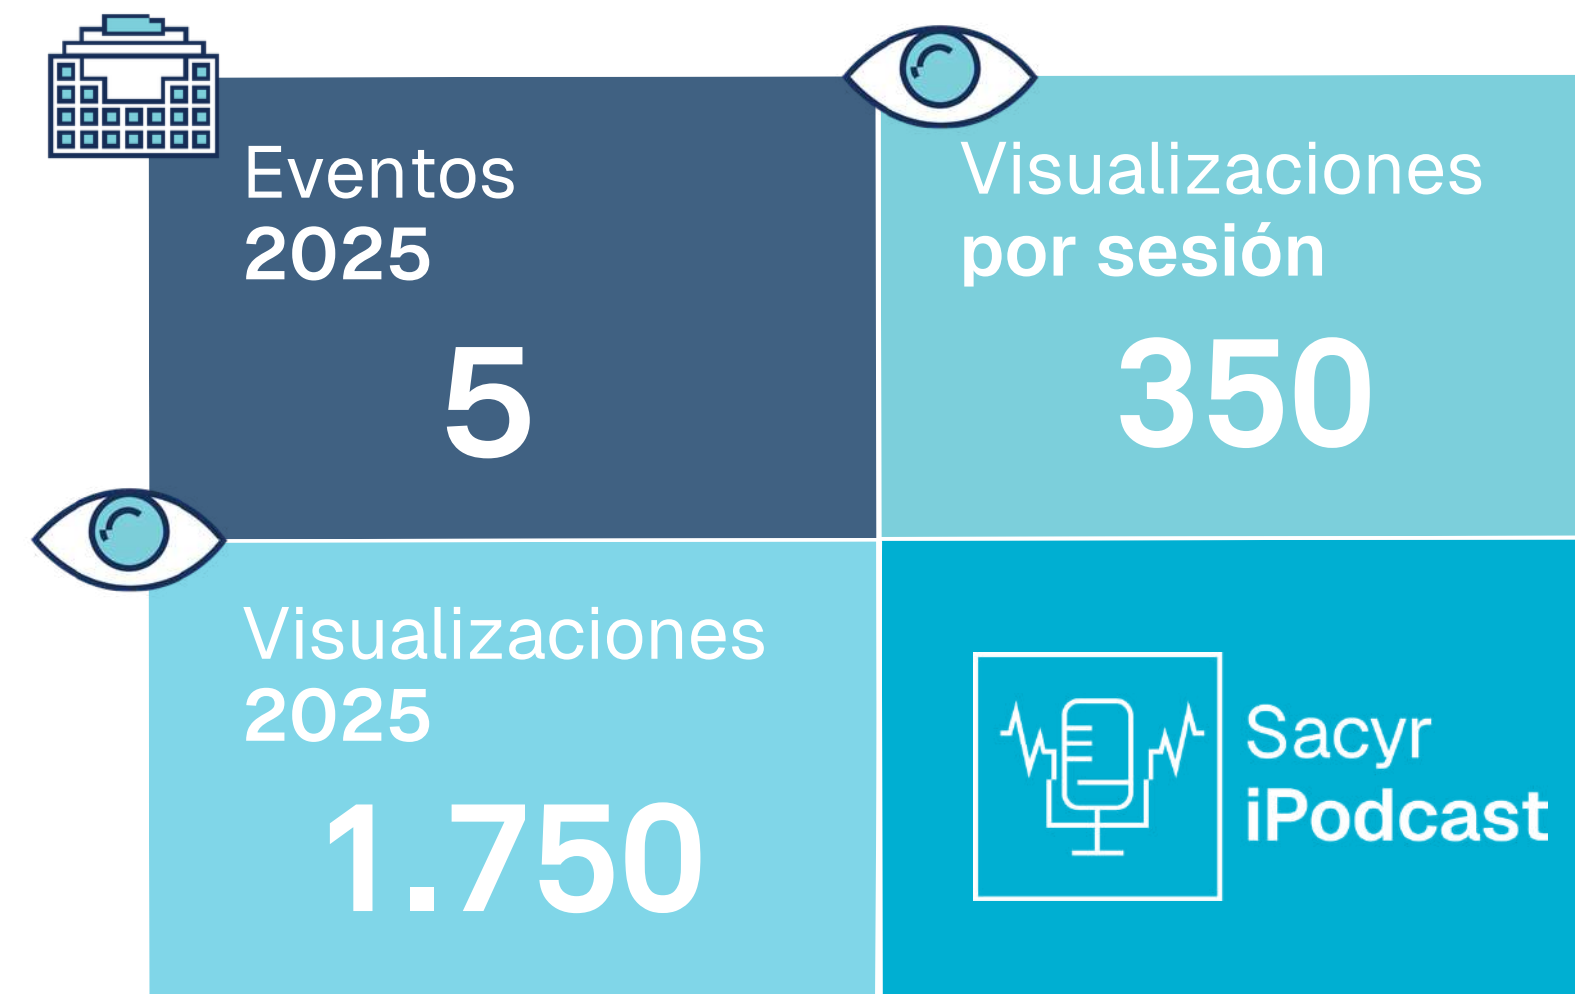 Eventos
2025
5
Visualizaciones
por sesión
350
Visualizaciones
2025
1.750
Sacyr
iPodcast